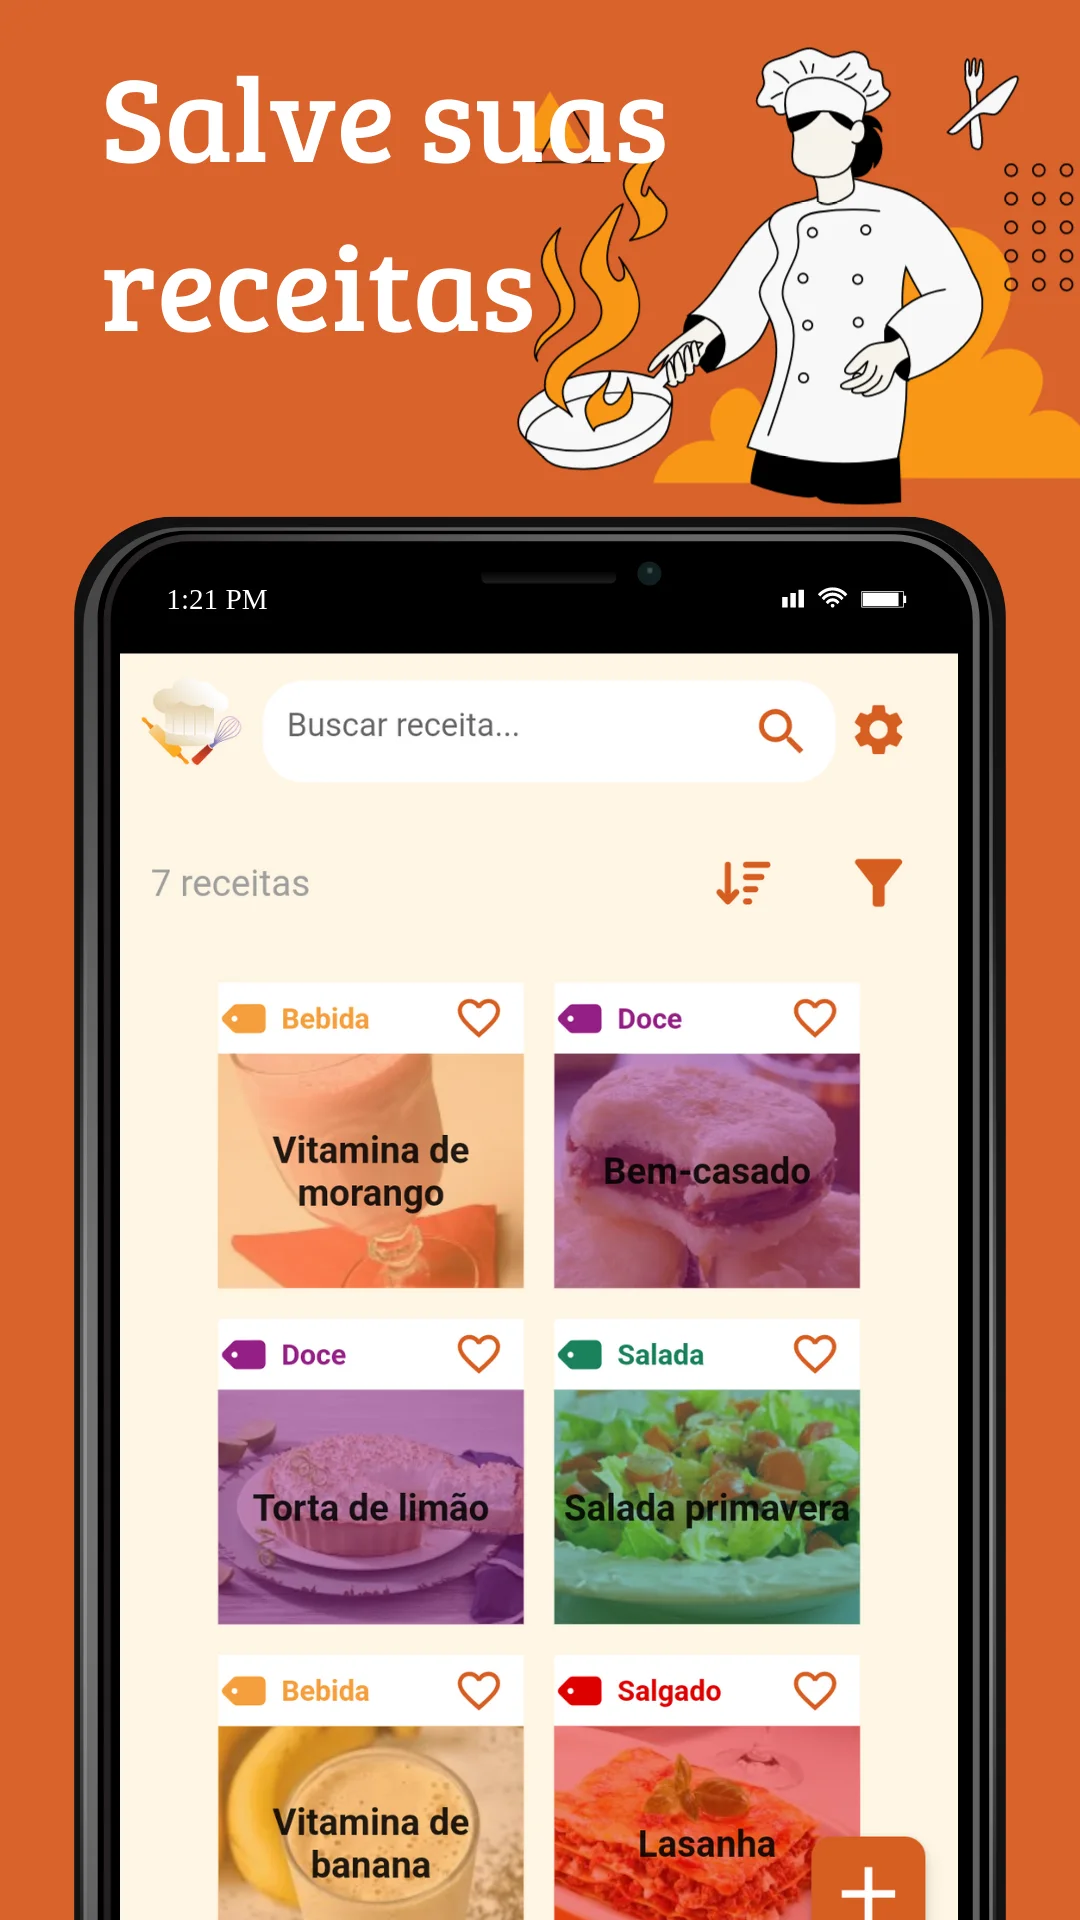 Salve suas
receitas
1:21 PM
Buscar receita...
7 receitas
Bebida
Doce
Vitamina de
morango
Bem-casado
Doce
Salada
Torta de limão
Salada primavera
Bebida
Salgado
Vitamina de
banana
Lasanha